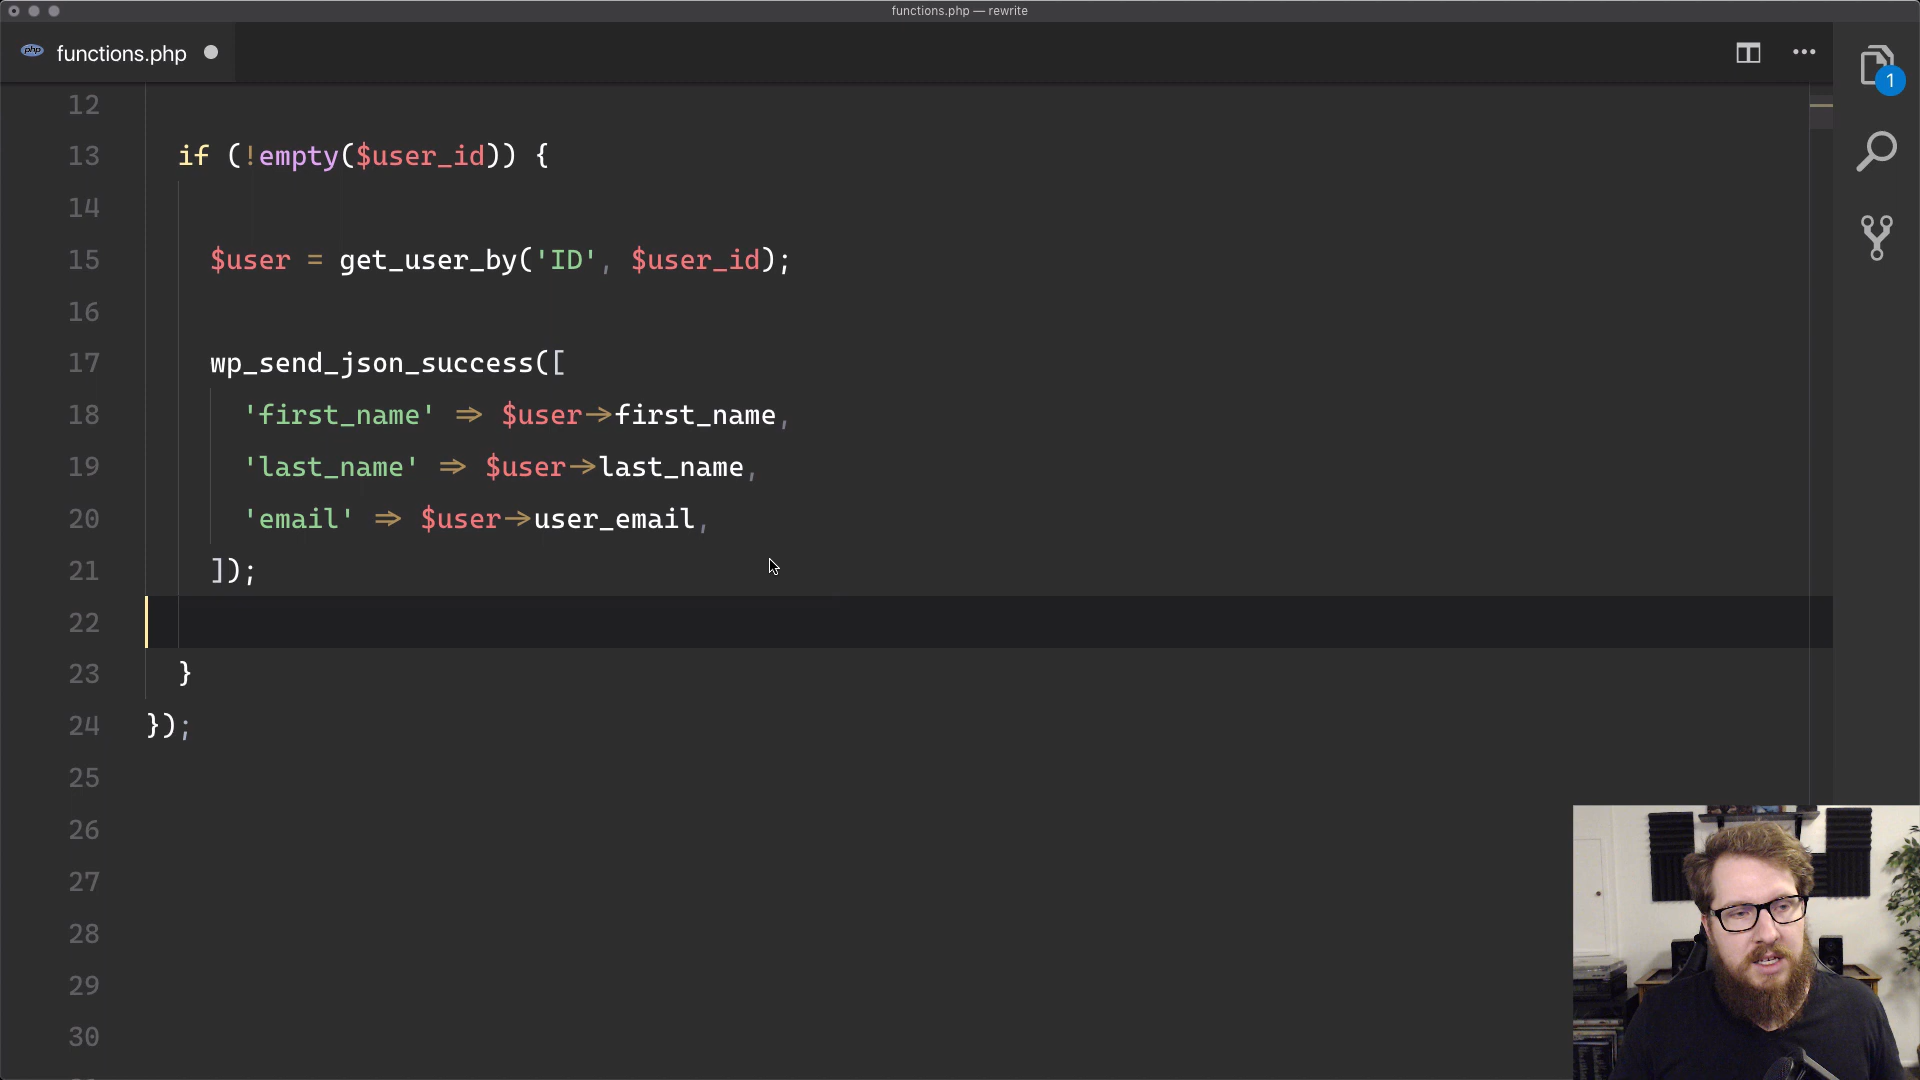 functions.php — rewrite
php functions.php
1
12
13 if (!empty($user_id)) {
14
15 $user = get_user_by('ID', $user_id);
16
17 wp_send_json_success([
18 'first_name' => $user->first_name,
19 'last_name' => $user->last_name,
20 'email' => $user->user_email,
21 ]);
22
23 }
24 });
25
26
27
28
29
30